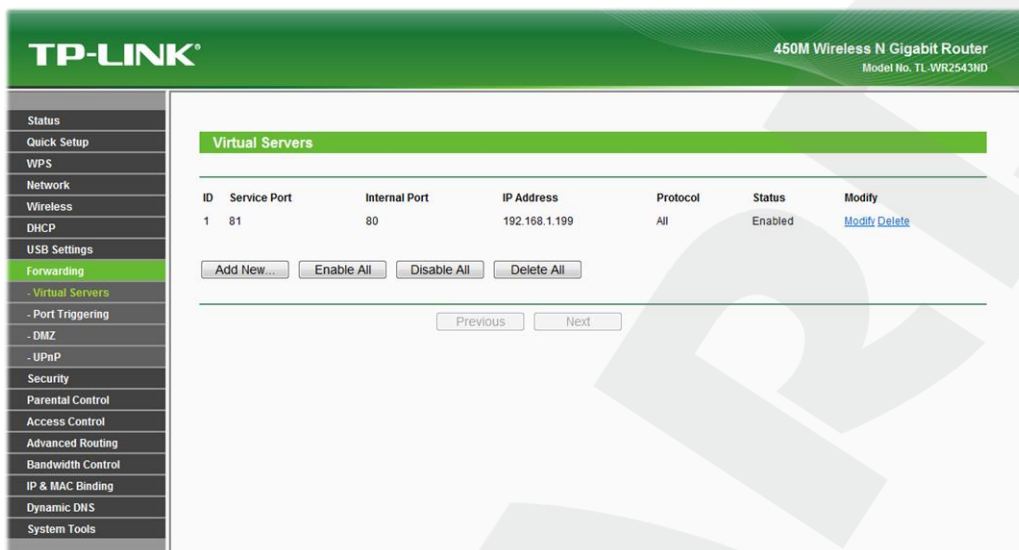 TP-LINK®
450M Wireless N Gigabit Router
Model No. TL-WR2543ND
Status
Quick Setup
WPS
Network
Wireless
DHCP
USB Settings
Forwarding
- Virtual Servers
- Port Triggering
- DMZ
- UPnP
Security
Parental Control
Access Control
Advanced Routing
Bandwidth Control
IP & MAC Binding
Dynamic DNS
System Tools
Virtual Servers
ID Service Port Internal Port IP Address Protocol Status Modify
1 81 80 192.168.1.199 All Enabled Modify Delete
Add New... Enable All Disable All Delete All
Previous Next